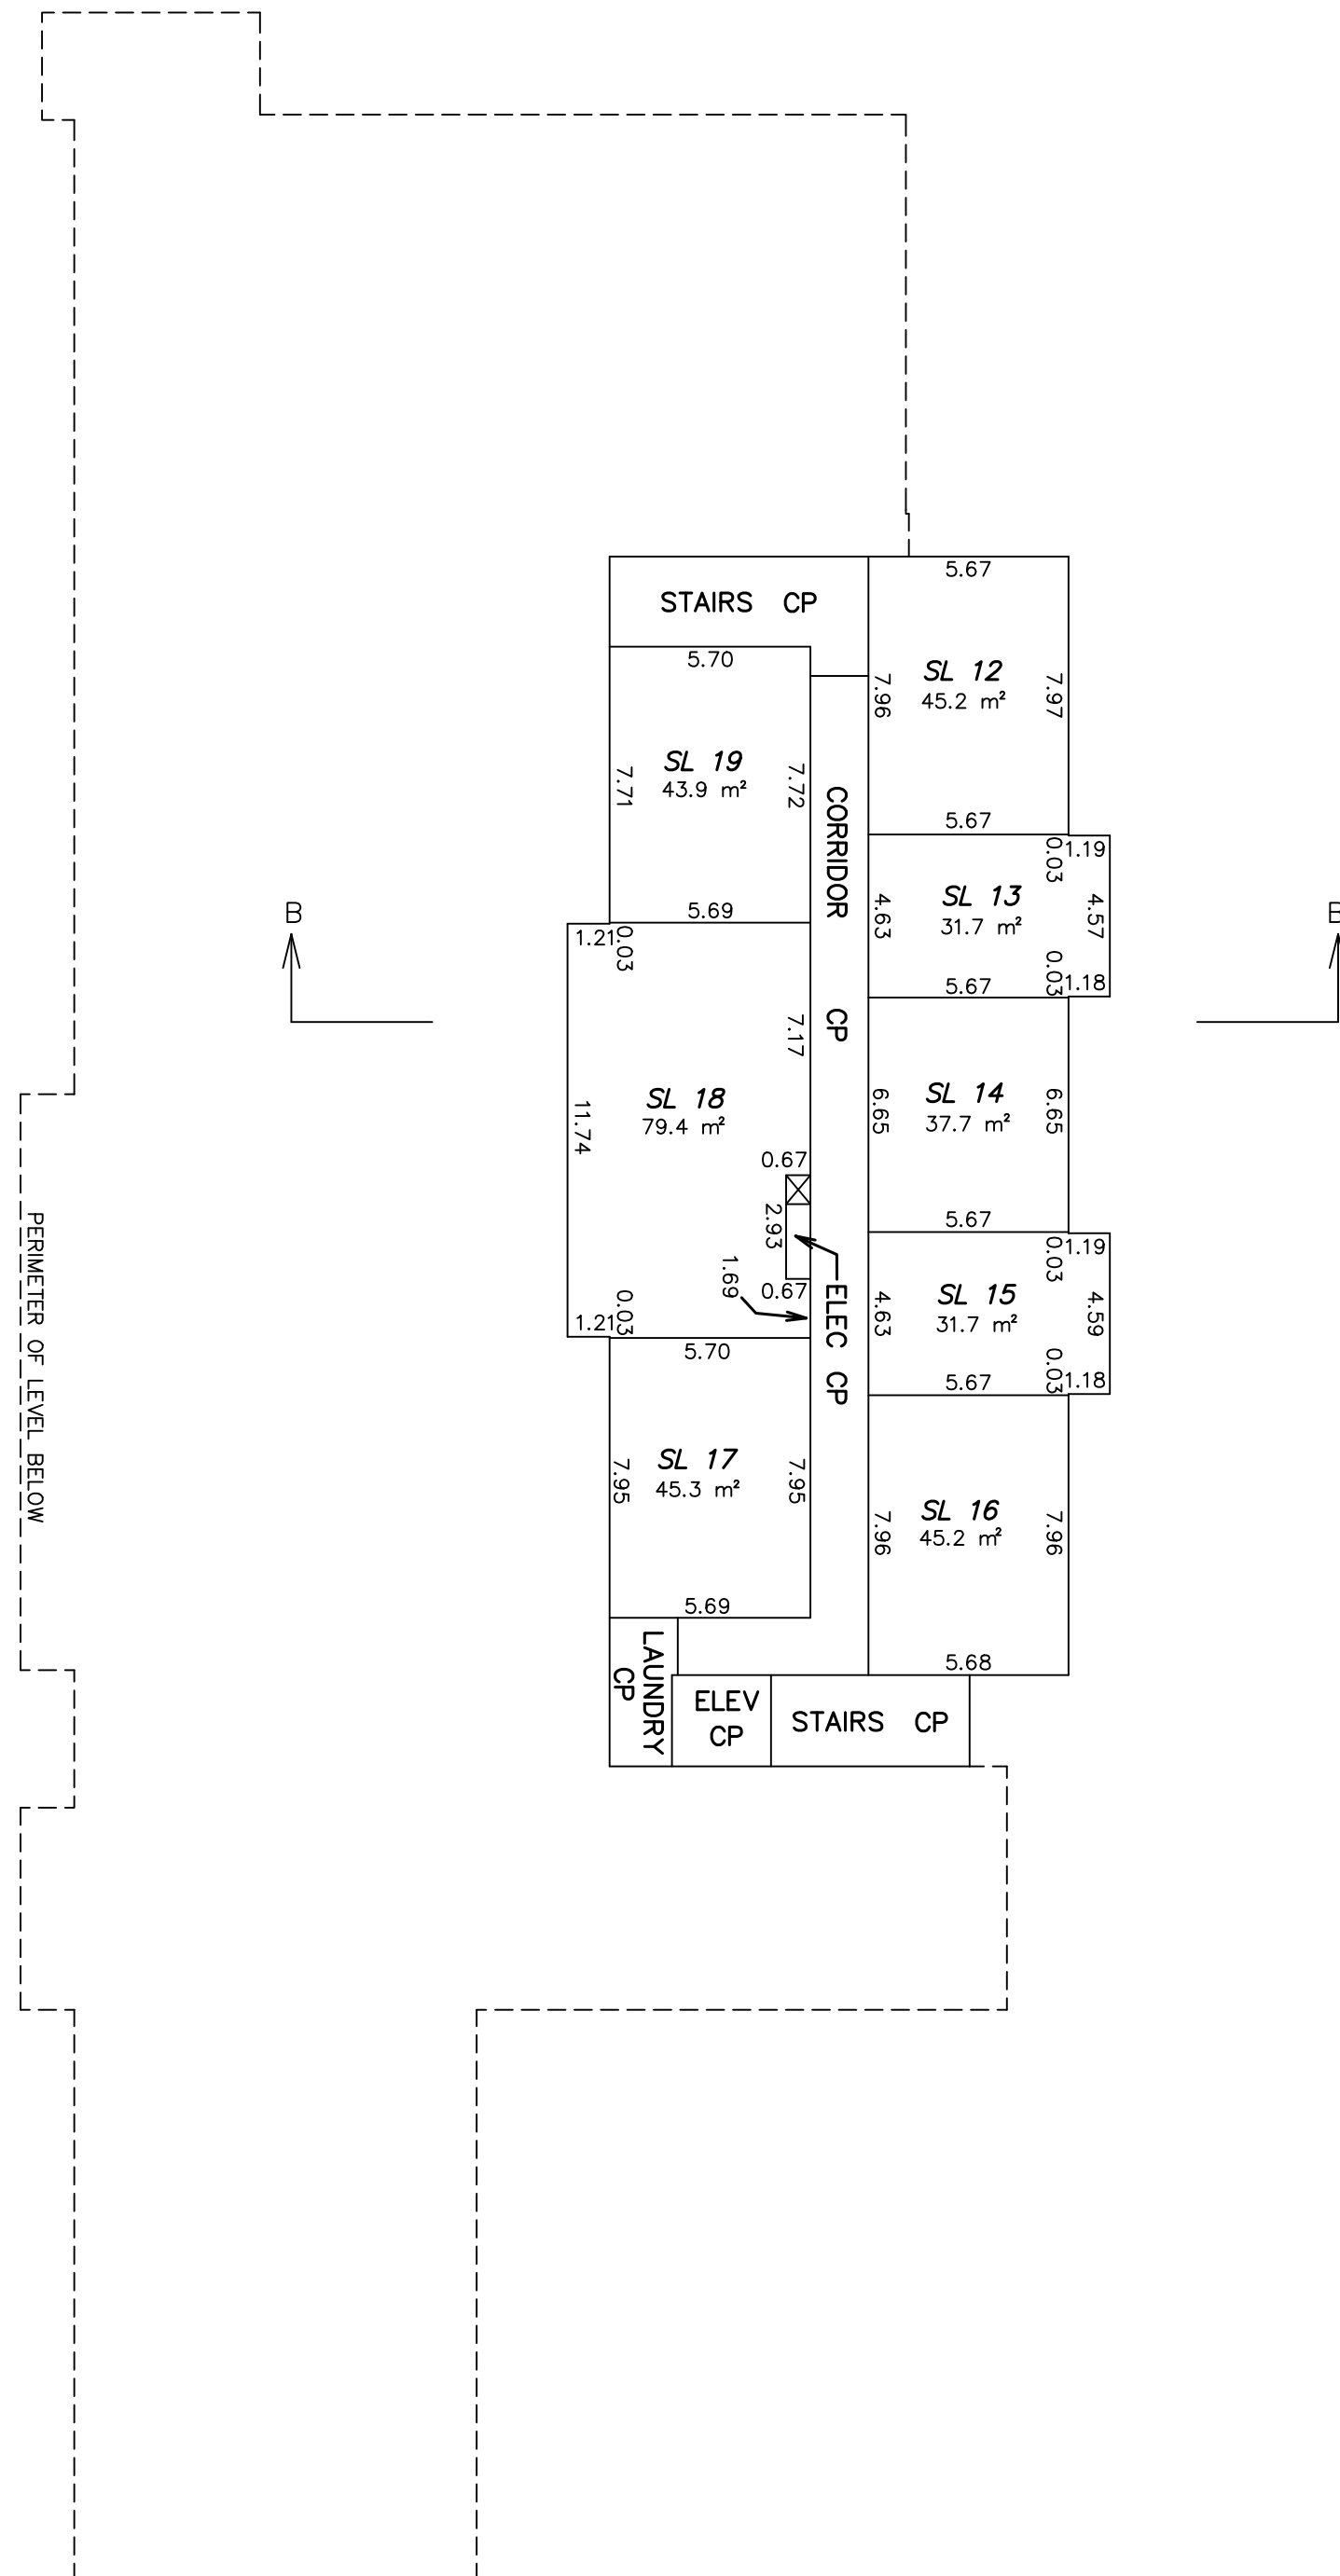 5.67
STAIRS CP
5.70
SL 12
45.2 m²
7.96
7.97
SL 19
43.9 m²
7.71
7.72
CORRIDOR CP
5.67
0.03
1.19
SL 13
31.7 m²
4.63
4.57
5.69
1.21
0.03
B
B
0.03
1.18
5.67
7.17
SL 14
37.7 m²
6.65
6.65
SL 18
79.4 m²
11.74
0.67
2.93
0.67
1.69
ELEC CP
5.67
0.03
1.19
SL 15
31.7 m²
4.63
4.59
0.03
1.18
5.67
0.03
1.21
5.70
PERIMETER OF LEVEL BELOW
SL 17
45.3 m²
7.95
7.95
SL 16
45.2 m²
7.96
7.96
5.69
5.68
LAUNDRY
CP
ELEV
CP
STAIRS CP